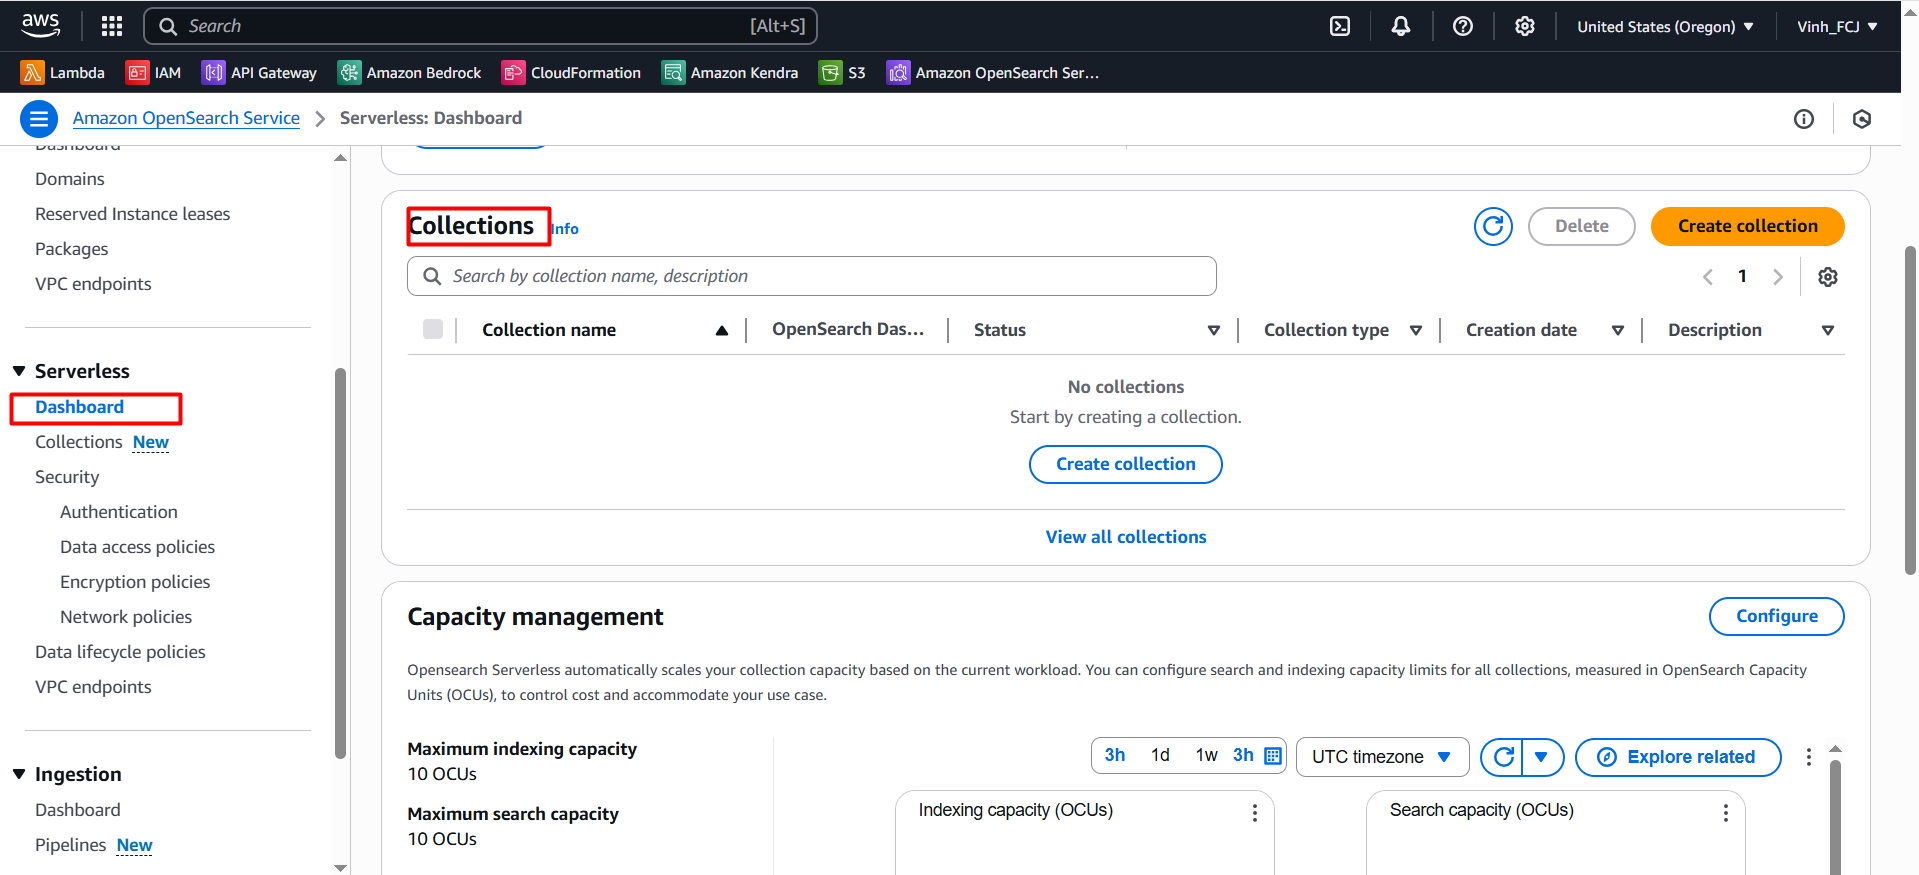 aws
Search [Alt+S]
United States (Oregon)
Vinh_FCJ
Lambda IAM API Gateway Amazon Bedrock CloudFormation Amazon Kendra S3 Amazon OpenSearch Ser...
Amazon OpenSearch Service > Serverless: Dashboard
Dashboard
Domains
Reserved Instance leases
Packages
VPC endpoints
Serverless
Dashboard
Collections New
Security
Authentication
Data access policies
Encryption policies
Network policies
Data lifecycle policies
VPC endpoints
Ingestion
Dashboard
Pipelines New
Collections Info
Delete
Create collection
Search by collection name, description
1
Collection name OpenSearch Das... Status Collection type Creation date Description
No collections
Start by creating a collection.
Create collection
View all collections
Capacity management
Configure
Opensearch Serverless automatically scales your collection capacity based on the current workload. You can configure search and indexing capacity limits for all collections, measured in OpenSearch Capacity
Units (OCUs), to control cost and accommodate your use case.
Maximum indexing capacity
10 OCUs
Maximum search capacity
10 OCUs
3h 1d 1w 3h
UTC timezone
Explore related
Indexing capacity (OCUs)
Search capacity (OCUs)